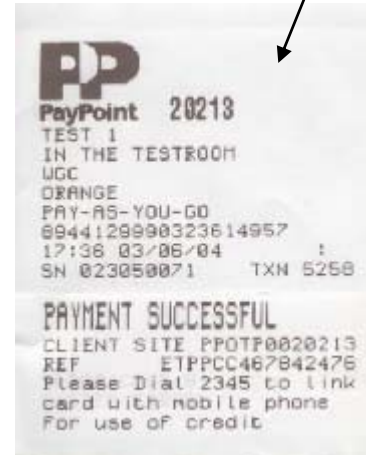 PP
PayPoint 20213
TEST 1
IN THE TESTROOM
WGC
ORANGE
PAY-AS-YOU-GO
8944129990323614957
17:36 03/06/04 :
SN 023050071 TXN 5258
PAYMENT SUCCESSFUL
CLIENT SITE PPOTP0020213
REF ETPPCC467842476
Please Dial 2345 to link
card with mobile phone
For use of credit